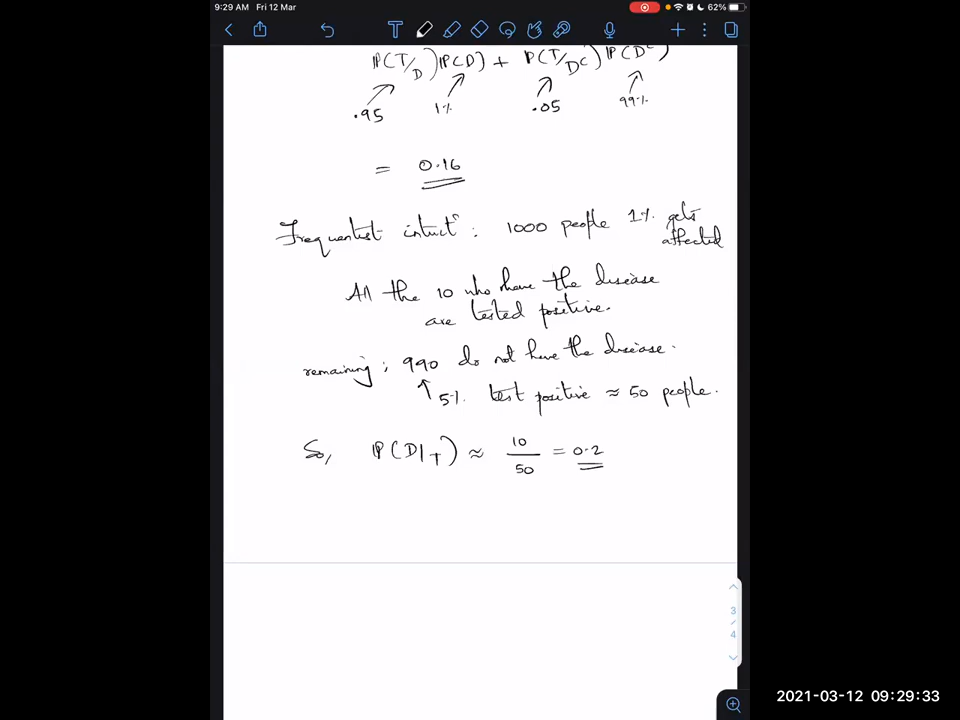 9:29 AM Fri 12 Mar
62%
P(T/D) P(D) + P(T/DC) P(DC)
.95 1% .05 99%
= 0.16
Frequentist intuctn : 1000 people 1% gets
affected
All the 10 who have the disease
are tested positive.
remaining ; 990 do not have the disease.
5% test positive ≈ 50 people.
So, P(D|T) ≈ 10/50 = 0.2
3
/
4
2021-03-12 09:29:33